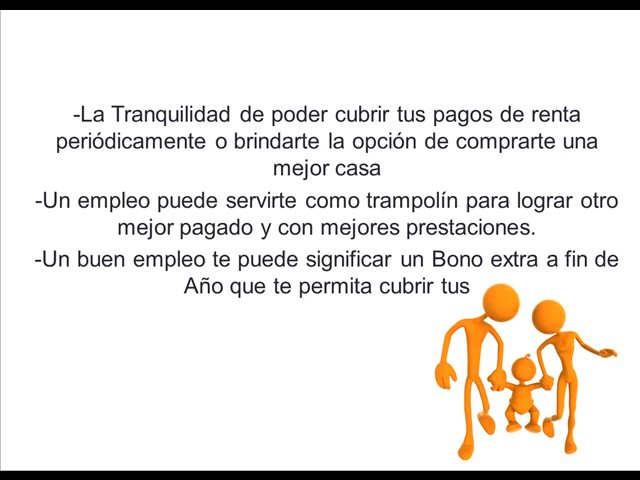 -La Tranquilidad de poder cubrir tus pagos de renta
periódicamente o brindarte la opción de comprarte una
mejor casa
-Un empleo puede servirte como trampolín para lograr otro
mejor pagado y con mejores prestaciones.
-Un buen empleo te puede significar un Bono extra a fin de
Año que te permita cubrir tus